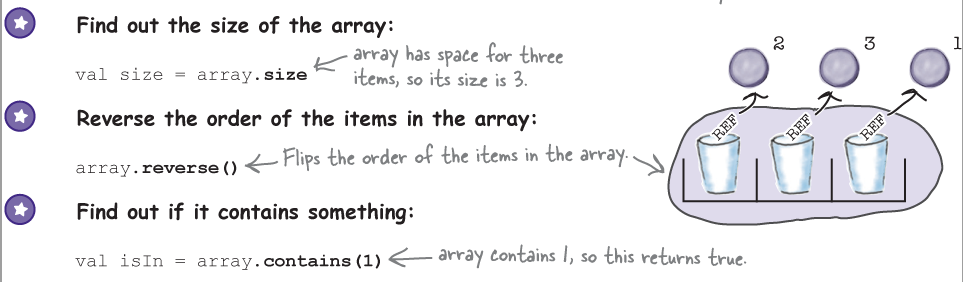 Find out the size of the array:
val size = array.size
array has space for three
items, so its size is 3.
Reverse the order of the items in the array:
array.reverse()
Flips the order of the items in the array.
Find out if it contains something:
val isIn = array.contains(1)
array contains 1, so this returns true.
2 3 1
REF REF REF